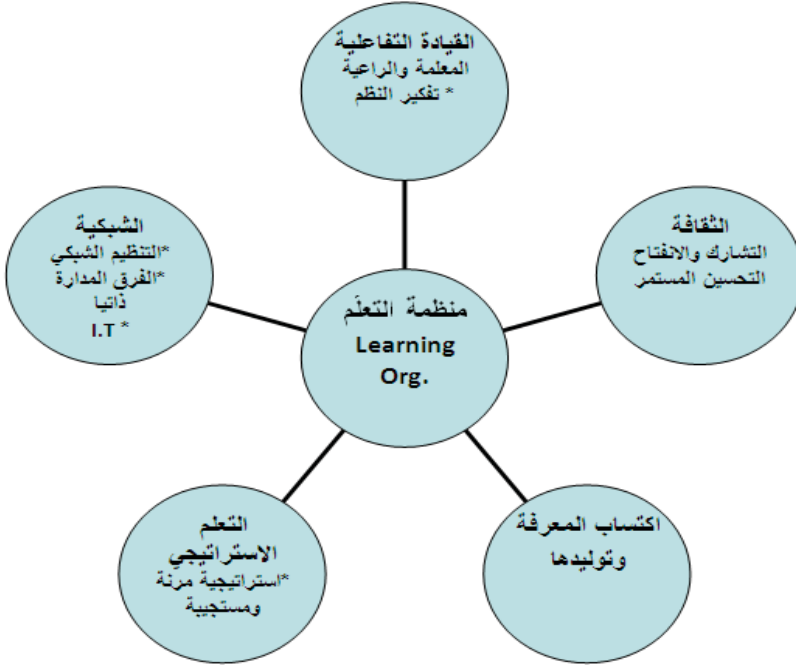 القيادة التفاعلية
المعلمة والراعية
* تفكير النظم
الثقافة
التشارك والانفتاح
التحسين المستمر
الشبكية
*التنظيم الشبكي
*الفرق المدارة
ذاتيا
I.T *
منظمة التعلّم
Learning
Org.
اكتساب المعرفة
وتوليدها
التعلم
الاستراتيجي
*استراتيجية مرنة
ومستجيبة